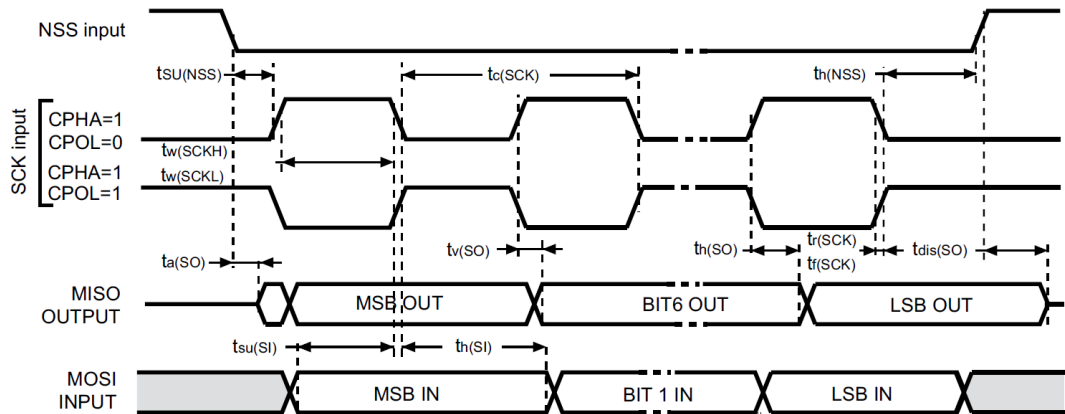 NSS input
tSU(NSS)
tc(SCK)
th(NSS)
SCK input
CPHA=1
CPOL=0
tw(SCKH)
CPHA=1
tw(SCKL)
CPOL=1
ta(SO)
tv(SO)
th(SO)
tr(SCK)
tf(SCK)
tdis(SO)
MISO
OUTPUT
MSB OUT
BIT6 OUT
LSB OUT
tsu(SI)
th(SI)
MOSI
INPUT
MSB IN
BIT 1 IN
LSB IN